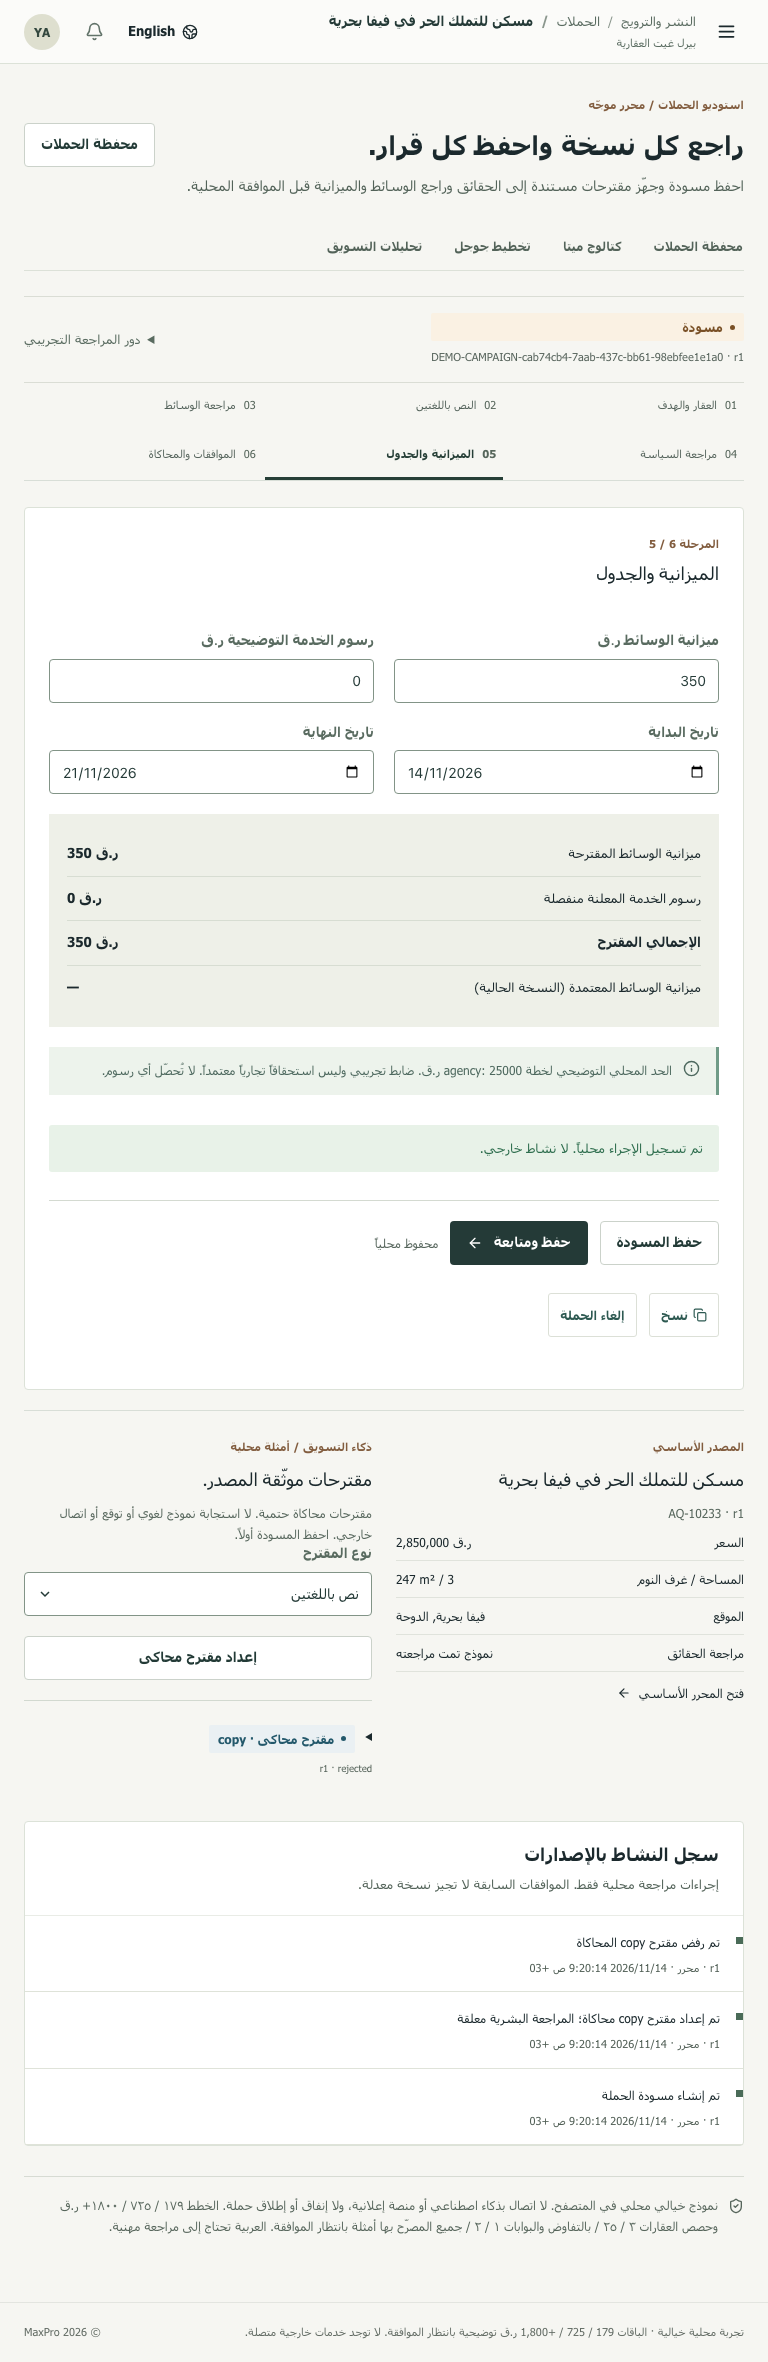 النشر والترويج / الحملات / مسكن للتملك الحر في فيفا بحرية
بيرل غيت العقارية
English
YA
استوديو الحملات / محرر موجّه
راجع كل نسخة واحفظ كل قرار.
محفظة الحملات
احفظ مسودة وجهّز مقترحات مستندة إلى الحقائق وراجع الوسائط والميزانية قبل الموافقة المحلية.
محفظة الحملات
كتالوج ميتا
تخطيط جوجل
تحليلات التسويق
مسودة
DEMO-CAMPAIGN-cab74cb4-7aab-437c-bb61-98ebfee1e1a0 · r1
دور المراجعة التجريبي
01 العقار والهدف
02 النص باللغتين
03 مراجعة الوسائط
04 مراجعة السياسة
05 الميزانية والجدول
06 الموافقات والمحاكاة
المرحلة 6 / 5
الميزانية والجدول
ميزانية الوسائط ر.ق
رسوم الخدمة التوضيحية ر.ق
350
0
تاريخ البداية
تاريخ النهاية
14/11/2026
21/11/2026
ميزانية الوسائط المقترحة
350 ر.ق
رسوم الخدمة المعلنة منفصلة
0 ر.ق
الإجمالي المقترح
350 ر.ق
ميزانية الوسائط المعتمدة (النسخة الحالية)
—
الحد المحلي التوضيحي لخطة agency: 25000 ر.ق. ضابط تجريبي وليس استحقاقاً تجارياً معتمداً. لا تُحصّل أي رسوم.
تم تسجيل الإجراء محلياً. لا نشاط خارجي.
حفظ المسودة
حفظ ومتابعة
محفوظ محلياً
نسخ
إلغاء الحملة
المصدر الأساسي
مسكن للتملك الحر في فيفا بحرية
AQ-10233 · r1
السعر
2,850,000 ر.ق
المساحة / غرف النوم
247 m² / 3
الموقع
فيفا بحرية, الدوحة
مراجعة الحقائق
نموذج تمت مراجعته
فتح المحرر الأساسي
ذكاء التسويق / أمثلة محلية
مقترحات موثّقة المصدر.
مقترحات محاكاة حتمية. لا استجابة نموذج لغوي أو توقع أو اتصال
خارجي. احفظ المسودة أولاً.
نوع المقترح
نص باللغتين
إعداد مقترح محاكى
مقترح محاكى · copy
r1 · rejected
سجل النشاط بالإصدارات
إجراءات مراجعة محلية فقط. الموافقات السابقة لا تجيز نسخة معدلة.
تم رفض مقترح copy المحاكاة
r1 · محرر · 2026/11/14 9:20:14 ص +03
تم إعداد مقترح copy محاكاة؛ المراجعة البشرية معلقة
r1 · محرر · 2026/11/14 9:20:14 ص +03
تم إنشاء مسودة الحملة
r1 · محرر · 2026/11/14 9:20:14 ص +03
نموذج خيالي محلي في المتصفح. لا اتصال بذكاء اصطناعي أو منصة إعلانية، ولا إنفاق أو إطلاق حملة. الخطط ١٧٩ / ٧٢٥ / ١٨٠٠+ ر.ق
وحصص العقارات ٣ / ٢٥ / بالتفاوض والبوابات ١ / ٢ / جميع المصرّح بها أمثلة بانتظار الموافقة. العربية تحتاج إلى مراجعة مهنية.
تجربة محلية خيالية · الباقات 179 / 725 / +1,800 ر.ق توضيحية بانتظار الموافقة. لا توجد خدمات خارجية متصلة.
© 2026 MaxPro